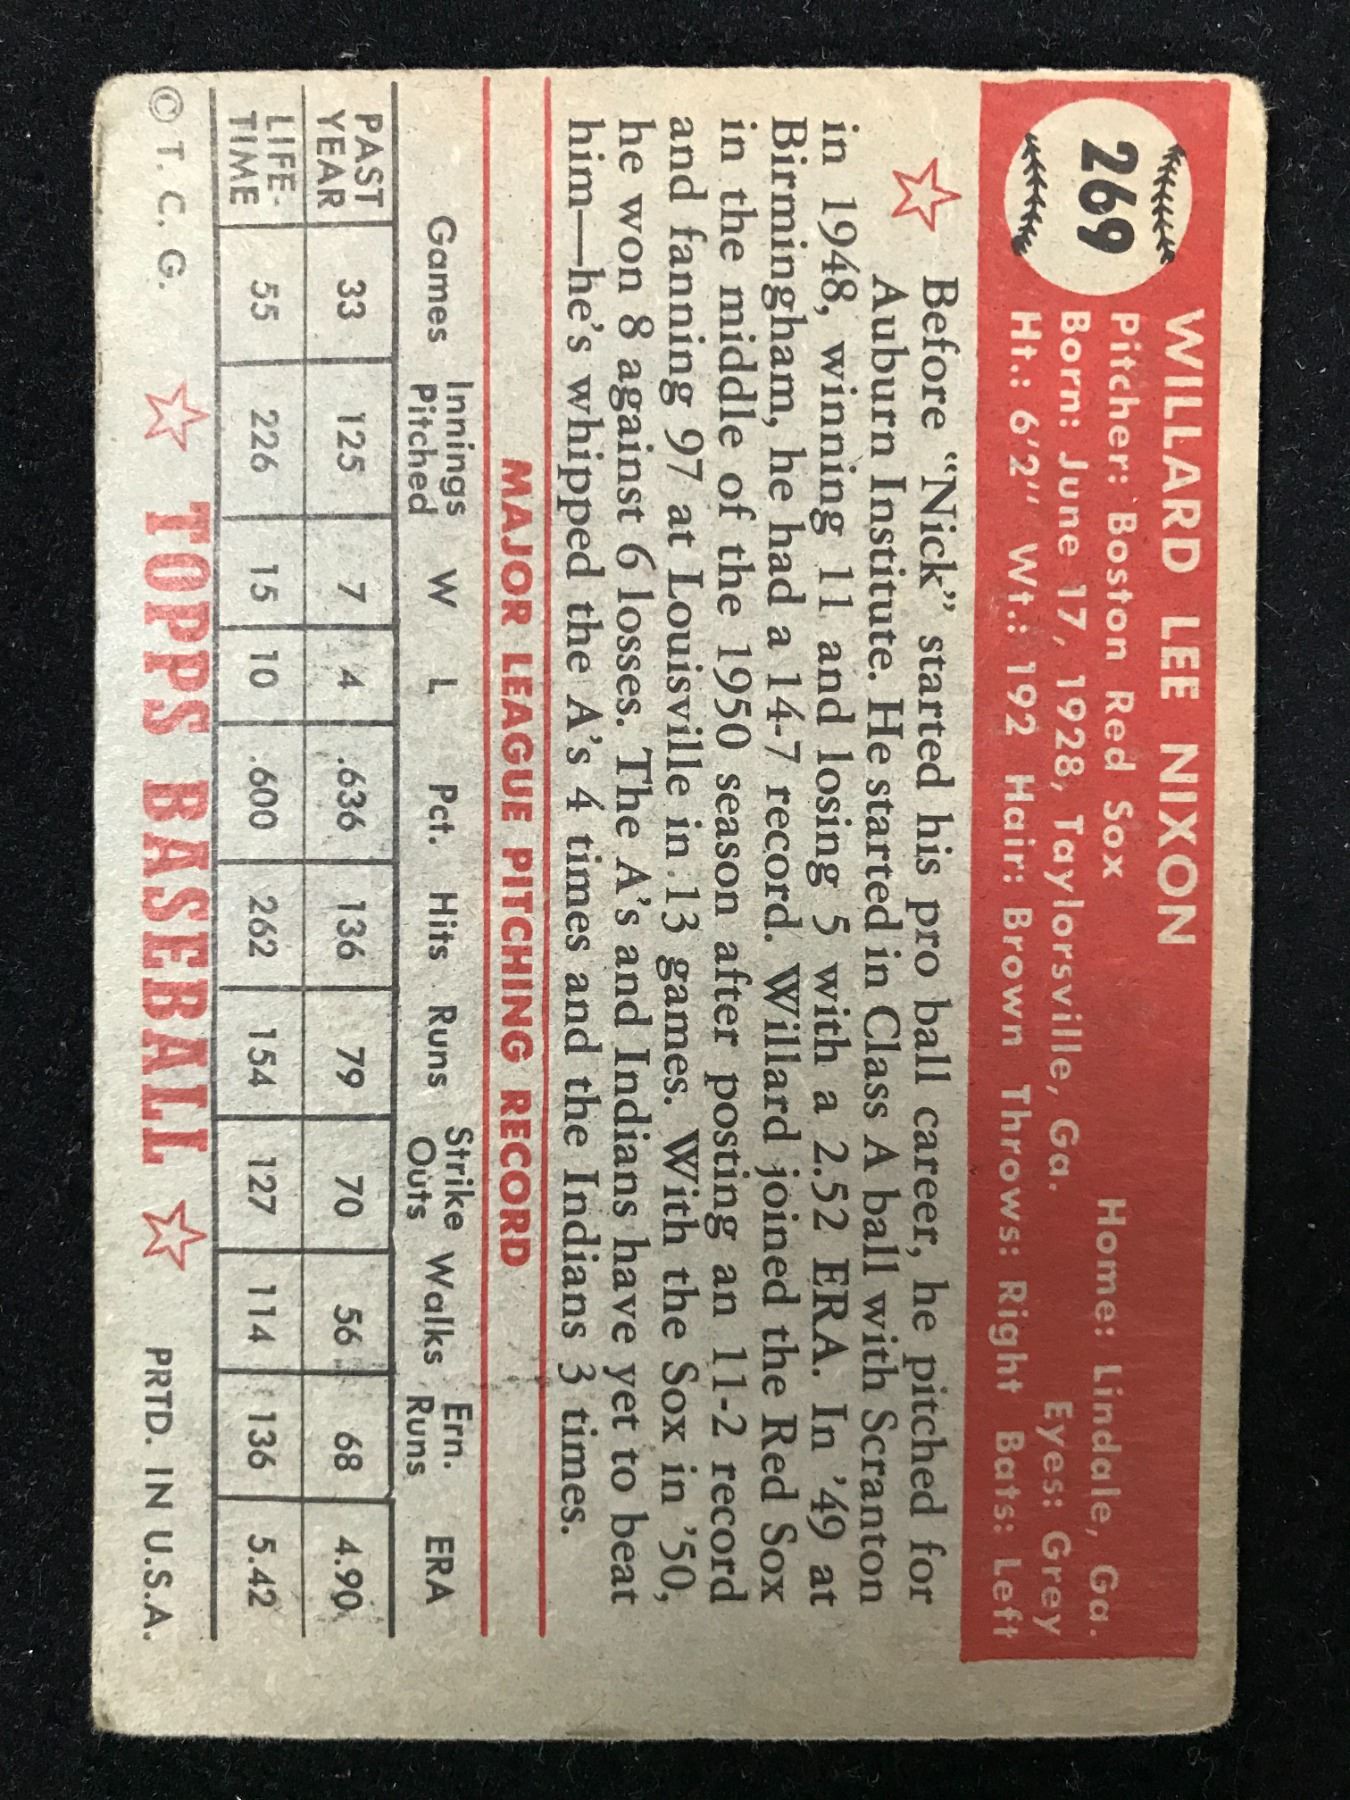 269
WILLARD LEE NIXON
Pitcher: Boston Red Sox Home: Lindale, Ga.
Born: June 17, 1928, Taylorsville, Ga. Eyes: Grey
Ht.: 6'2" Wt.: 192 Hair: Brown Throws: Right Bats: Left
Before "Nick" started his pro ball career, he pitched for
Auburn Institute. He started in Class A ball with Scranton
in 1948, winning 11 and losing 5 with a 2.52 ERA. In '49 at
Birmingham, he had a 14-7 record. Willard joined the Red Sox
in the middle of the 1950 season after posting an 11-2 record
and fanning 97 at Louisville in 13 games. With the Sox in '50,
he won 8 against 6 losses. The A's and Indians have yet to beat
him—he's whipped the A's 4 times and the Indians 3 times.
MAJOR LEAGUE PITCHING RECORD
Games Innings Pitched W L Pct. Hits Runs Strike Outs Walks Ern. Runs ERA
PAST YEAR 33 125 7 4 .636 136 79 70 56 68 4.90
LIFE-TIME 55 226 15 10 .600 262 154 127 114 136 5.42
© T. C. G. TOPPS BASEBALL PRTD. IN U.S.A.